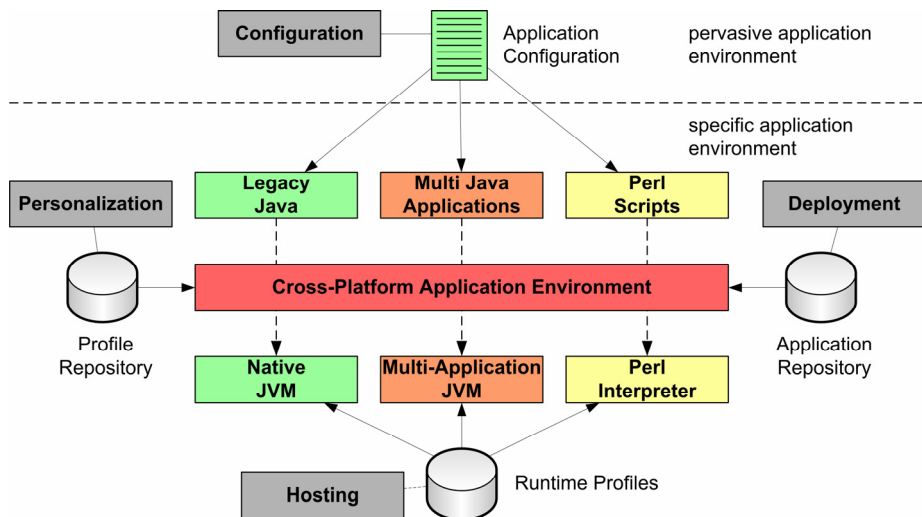 Configuration
Application
Configuration
pervasive application
environment
specific application
environment
Legacy
Java
Multi Java
Applications
Perl
Scripts
Personalization
Deployment
Cross-Platform Application Environment
Profile
Repository
Application
Repository
Native
JVM
Multi-Application
JVM
Perl
Interpreter
Hosting
Runtime Profiles